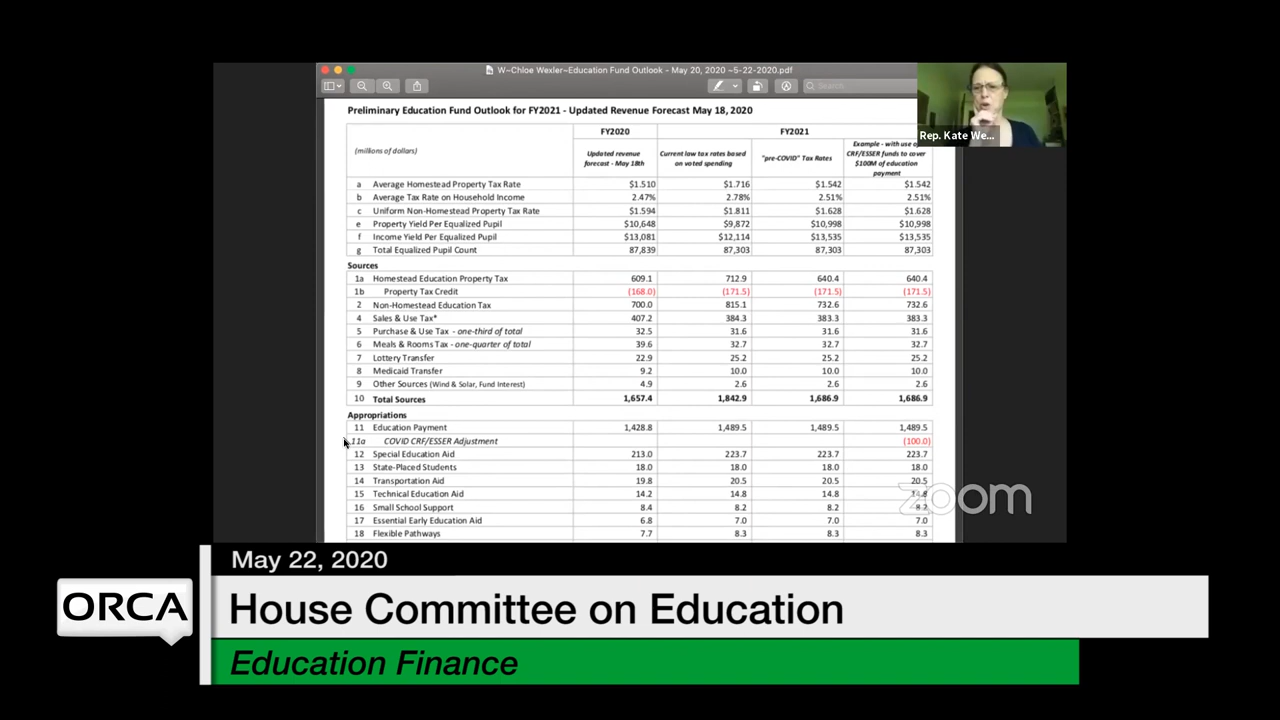 W~Chloe Wexler~Education Fund Outlook - May 20, 2020 ~5-22-2020.pdf
Search
Preliminary Education Fund Outlook for FY2021 - Updated Revenue Forecast May 18, 2020
Rep. Kate We...
FY2020 FY2021
(millions of dollars) Updated revenue forecast - May 18th Current law tax rates based on voted spending "pre-COVID" Tax Rates Example - with use of CRF/ESSER funds to cover $100M of education payment
a Average Homestead Property Tax Rate $1.510 $1.716 $1.542 $1.542
b Average Tax Rate on Household Income 2.47% 2.78% 2.51% 2.51%
c Uniform Non-Homestead Property Tax Rate $1.594 $1.811 $1.628 $1.628
e Property Yield Per Equalized Pupil $10,648 $9,872 $10,998 $10,998
f Income Yield Per Equalized Pupil $13,081 $12,114 $13,535 $13,535
g Total Equalized Pupil Count 87,839 87,303 87,303 87,303
Sources
1a Homestead Education Property Tax 609.1 712.9 640.4 640.4
1b Property Tax Credit (168.0) (171.5) (171.5) (171.5)
2 Non-Homestead Education Tax 700.0 815.1 732.6 732.6
4 Sales & Use Tax* 407.2 384.3 383.3 383.3
5 Purchase & Use Tax - one-third of total 32.5 31.6 31.6 31.6
6 Meals & Rooms Tax - one-quarter of total 39.6 32.7 32.7 32.7
7 Lottery Transfer 22.9 25.2 25.2 25.2
8 Medicaid Transfer 9.2 10.0 10.0 10.0
9 Other Sources (Wind & Solar, Fund Interest) 4.9 2.6 2.6 2.6
10 Total Sources 1,657.4 1,842.9 1,686.9 1,686.9
Appropriations
11 Education Payment 1,428.8 1,489.5 1,489.5 1,489.5
11a COVID CRF/ESSER Adjustment (100.0)
12 Special Education Aid 213.0 223.7 223.7 223.7
13 State-Placed Students 18.0 18.0 18.0 18.0
14 Transportation Aid 19.8 20.5 20.5 20.5
15 Technical Education Aid 14.2 14.8 14.8 14.8
16 Small School Support 8.4 8.2 8.2 8.2
17 Essential Early Education Aid 6.8 7.0 7.0 7.0
18 Flexible Pathways 7.7 8.3 8.3 8.3
zoom
May 22, 2020
ORCA
House Committee on Education
Education Finance